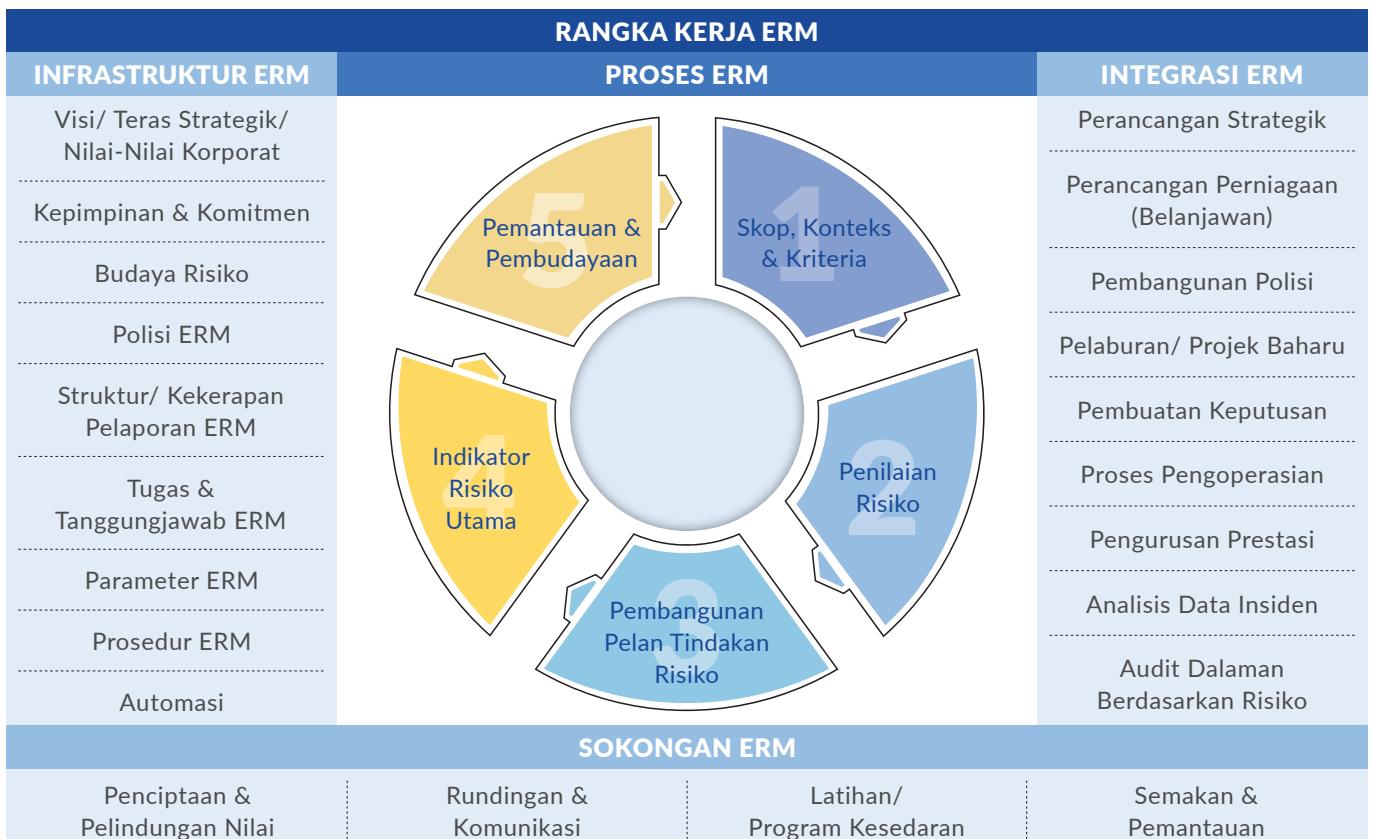 RANGKA KERJA ERM
INFRASTRUKTUR ERM
Visi/ Teras Strategik/
Nilai-Nilai Korporat
Kepimpinan & Komitmen
Budaya Risiko
Polisi ERM
Struktur/ Kekerapan
Pelaporan ERM
Tugas &
Tanggungjawab ERM
Parameter ERM
Prosedur ERM
Automasi
PROSES ERM
1
Skop, Konteks
& Kriteria
2
Penilaian
Risiko
3
Pembangunan
Pelan Tindakan
Risiko
4
Indikator
Risiko
Utama
5
Pemantauan &
Pembudayaan
INTEGRASI ERM
Perancangan Strategik
Perancangan Perniagaan
(Belanjawan)
Pembangunan Polisi
Pelaburan/ Projek Baharu
Pembuatan Keputusan
Proses Pengoperasian
Pengurusan Prestasi
Analisis Data Insiden
Audit Dalaman
Berdasarkan Risiko
SOKONGAN ERM
Penciptaan &
Pelindungan Nilai
Rundingan &
Komunikasi
Latihan/
Program Kesedaran
Semakan &
Pemantauan